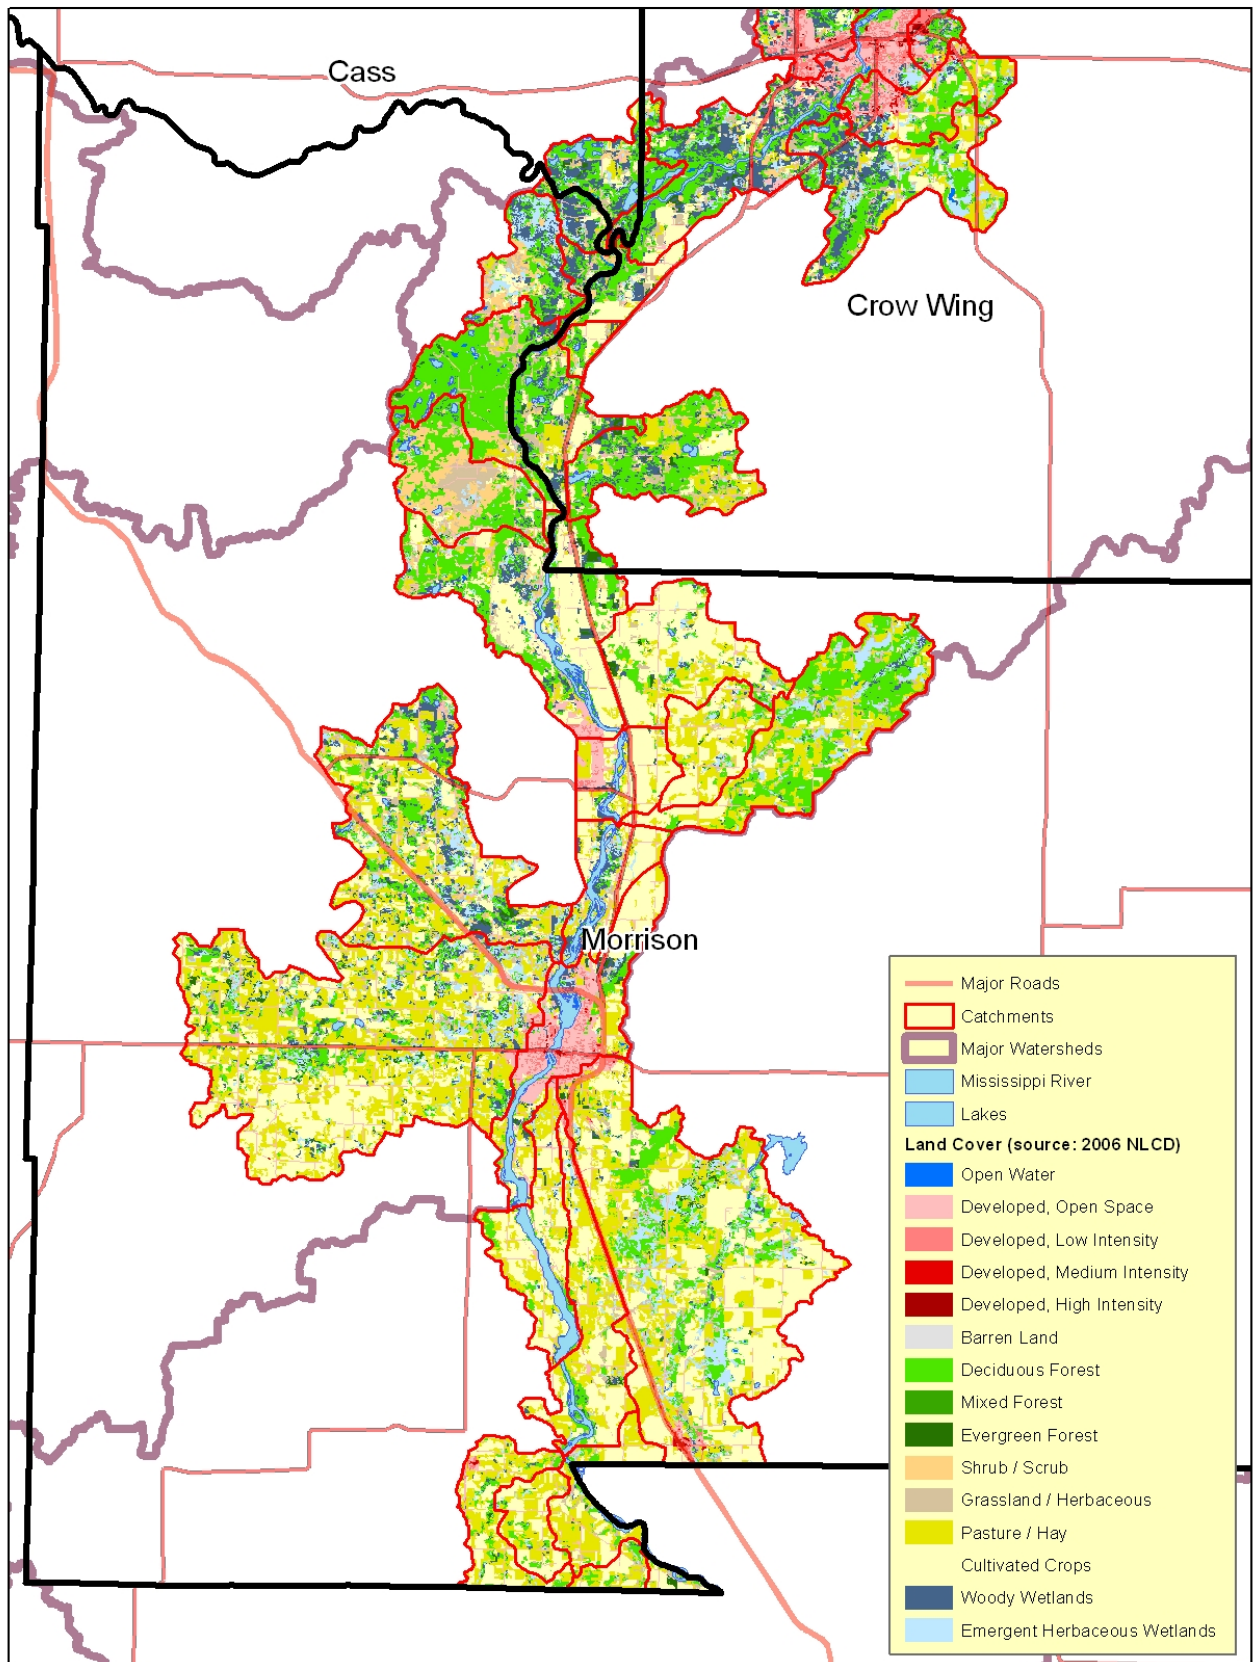 Cass
Crow Wing
Morrison
Major Roads
Catchments
Major Watersheds
Mississippi River
Lakes
Land Cover (source: 2006 NLCD)
Open Water
Developed, Open Space
Developed, Low Intensity
Developed, Medium Intensity
Developed, High Intensity
Barren Land
Deciduous Forest
Mixed Forest
Evergreen Forest
Shrub / Scrub
Grassland / Herbaceous
Pasture / Hay
Cultivated Crops
Woody Wetlands
Emergent Herbaceous Wetlands